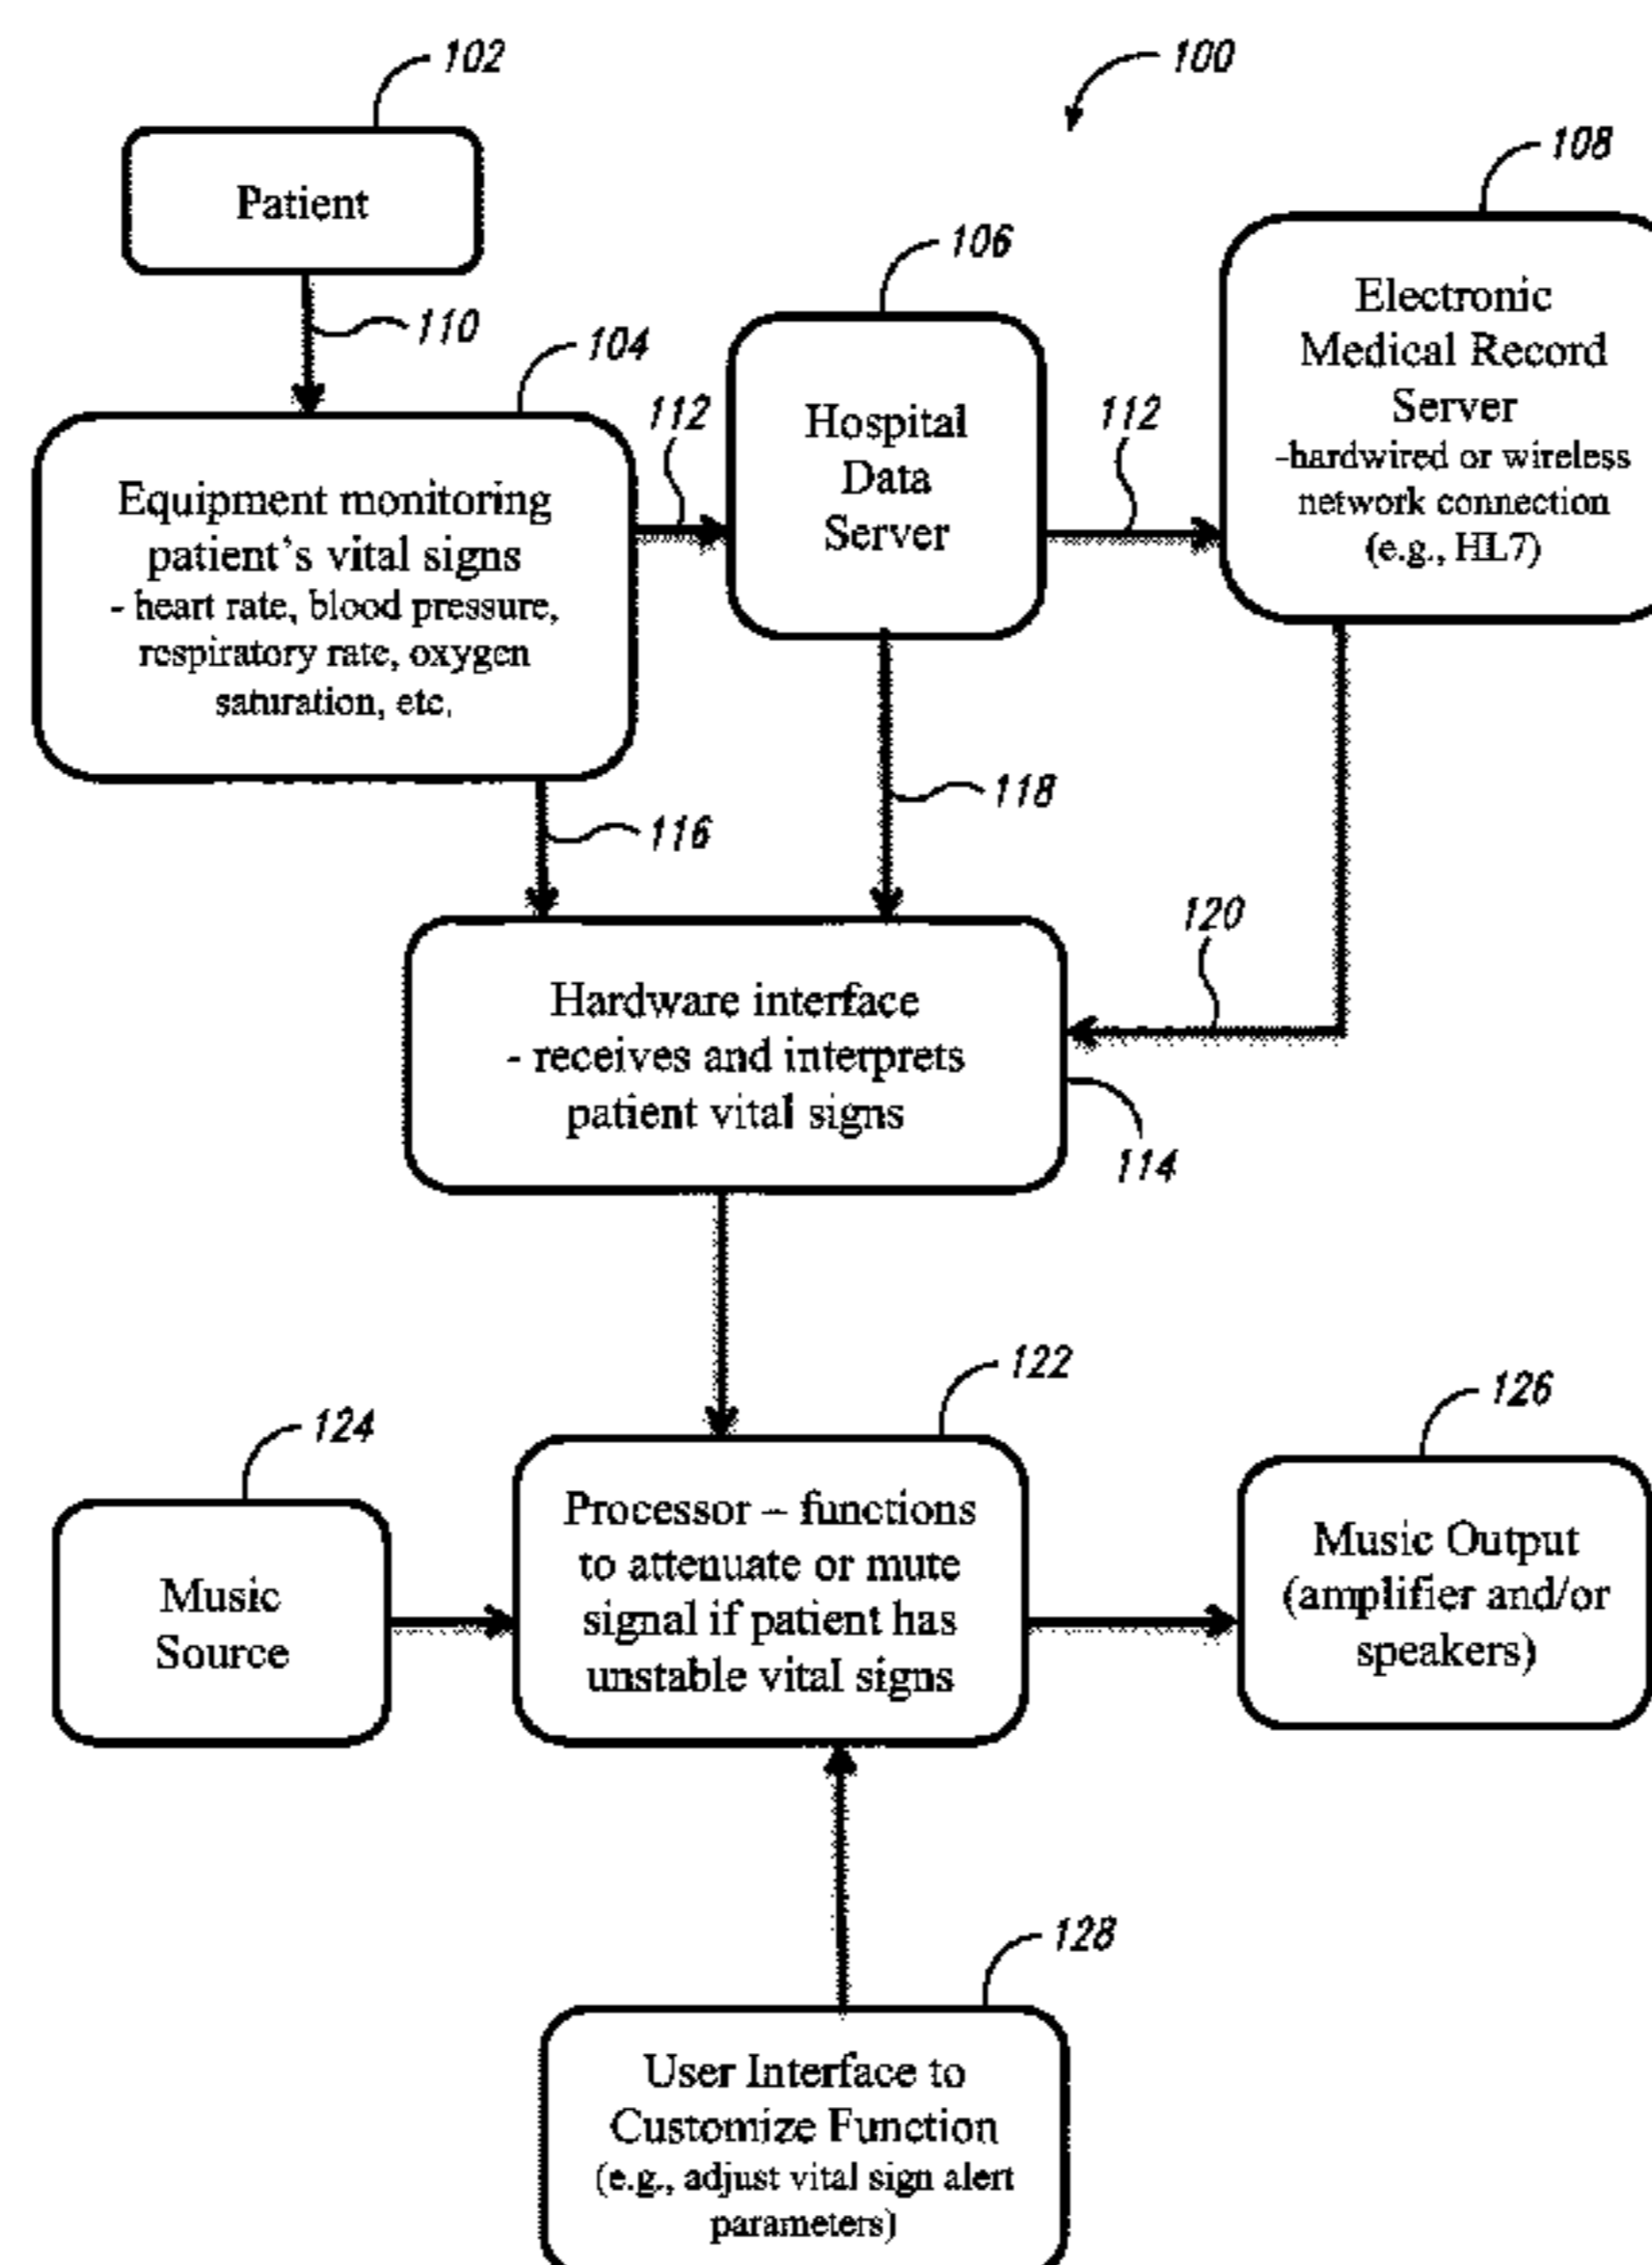 102
100
108
Patient
106
110
104
Electronic
Medical Record
Server
-hardwired or wireless
network connection
(e.g., HL7)
112
112
Hospital
Data
Server
Equipment monitoring
patient's vital signs
- heart rate, blood pressure,
respiratory rate, oxygen
saturation, etc.
118
116
120
Hardware interface
- receives and interprets
patient vital signs
114
122
126
124
Processor – functions
to attenuate or mute
signal if patient has
unstable vital signs
Music
Source
Music Output
(amplifier and/or
speakers)
128
User Interface to
Customize Function
(e.g., adjust vital sign alert
parameters)